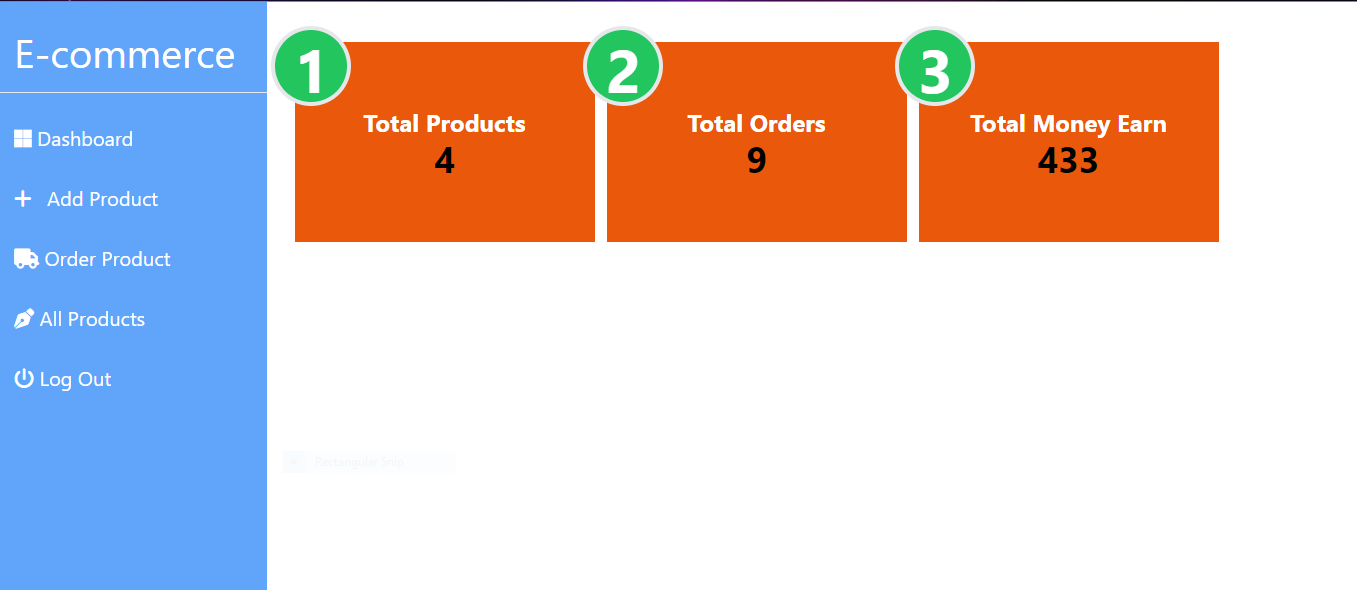 E-commerce
Dashboard
Add Product
Order Product
All Products
Log Out
1
Total Products
4
2
Total Orders
9
3
Total Money Earn
433
Rectangular Snip